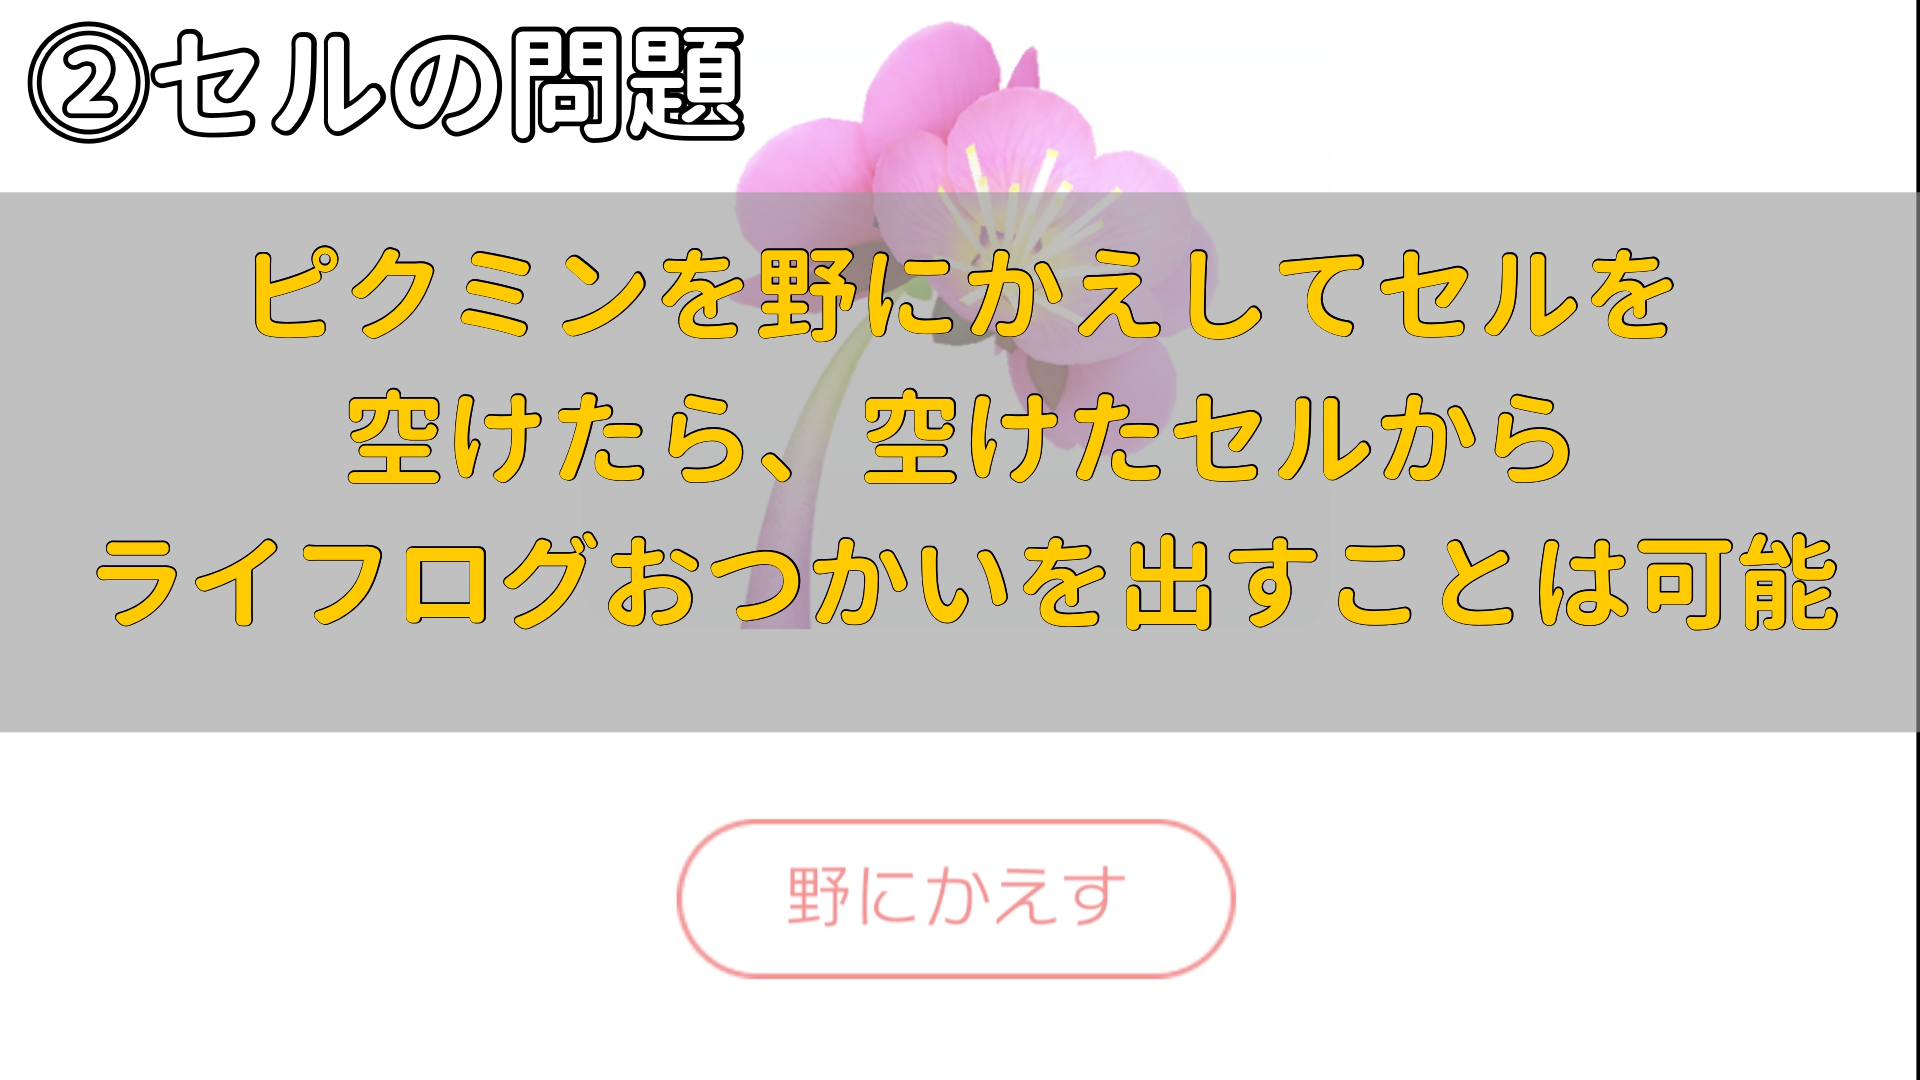 ②セルの問題
ピクミンを野にかえしてセルを
空けたら、空けたセルから
ライフログおつかいを出すことは可能
野にかえす